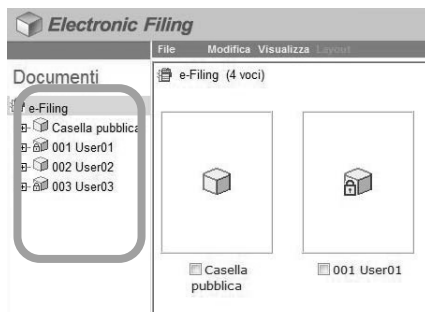 Electronic Filing
File Modifica Visualizza Layout
Documenti
e-Filing
Casella pubblica
001 User01
002 User02
003 User03
e-Filing (4 voci)
Casella
pubblica
001 User01